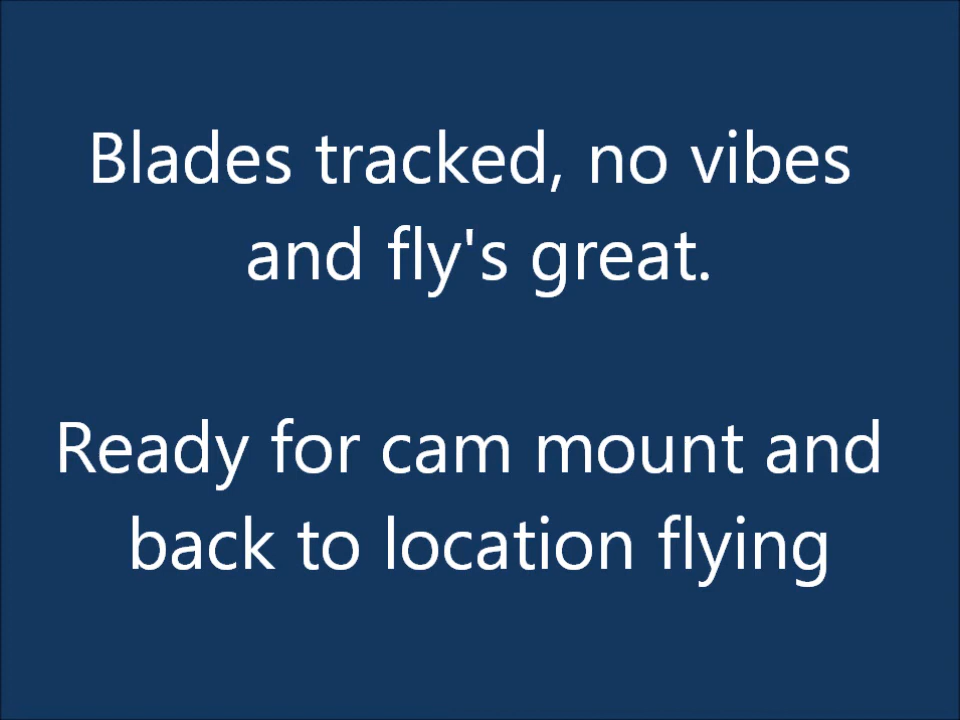 Blades tracked, no vibes
and fly's great.
Ready for cam mount and
back to location flying